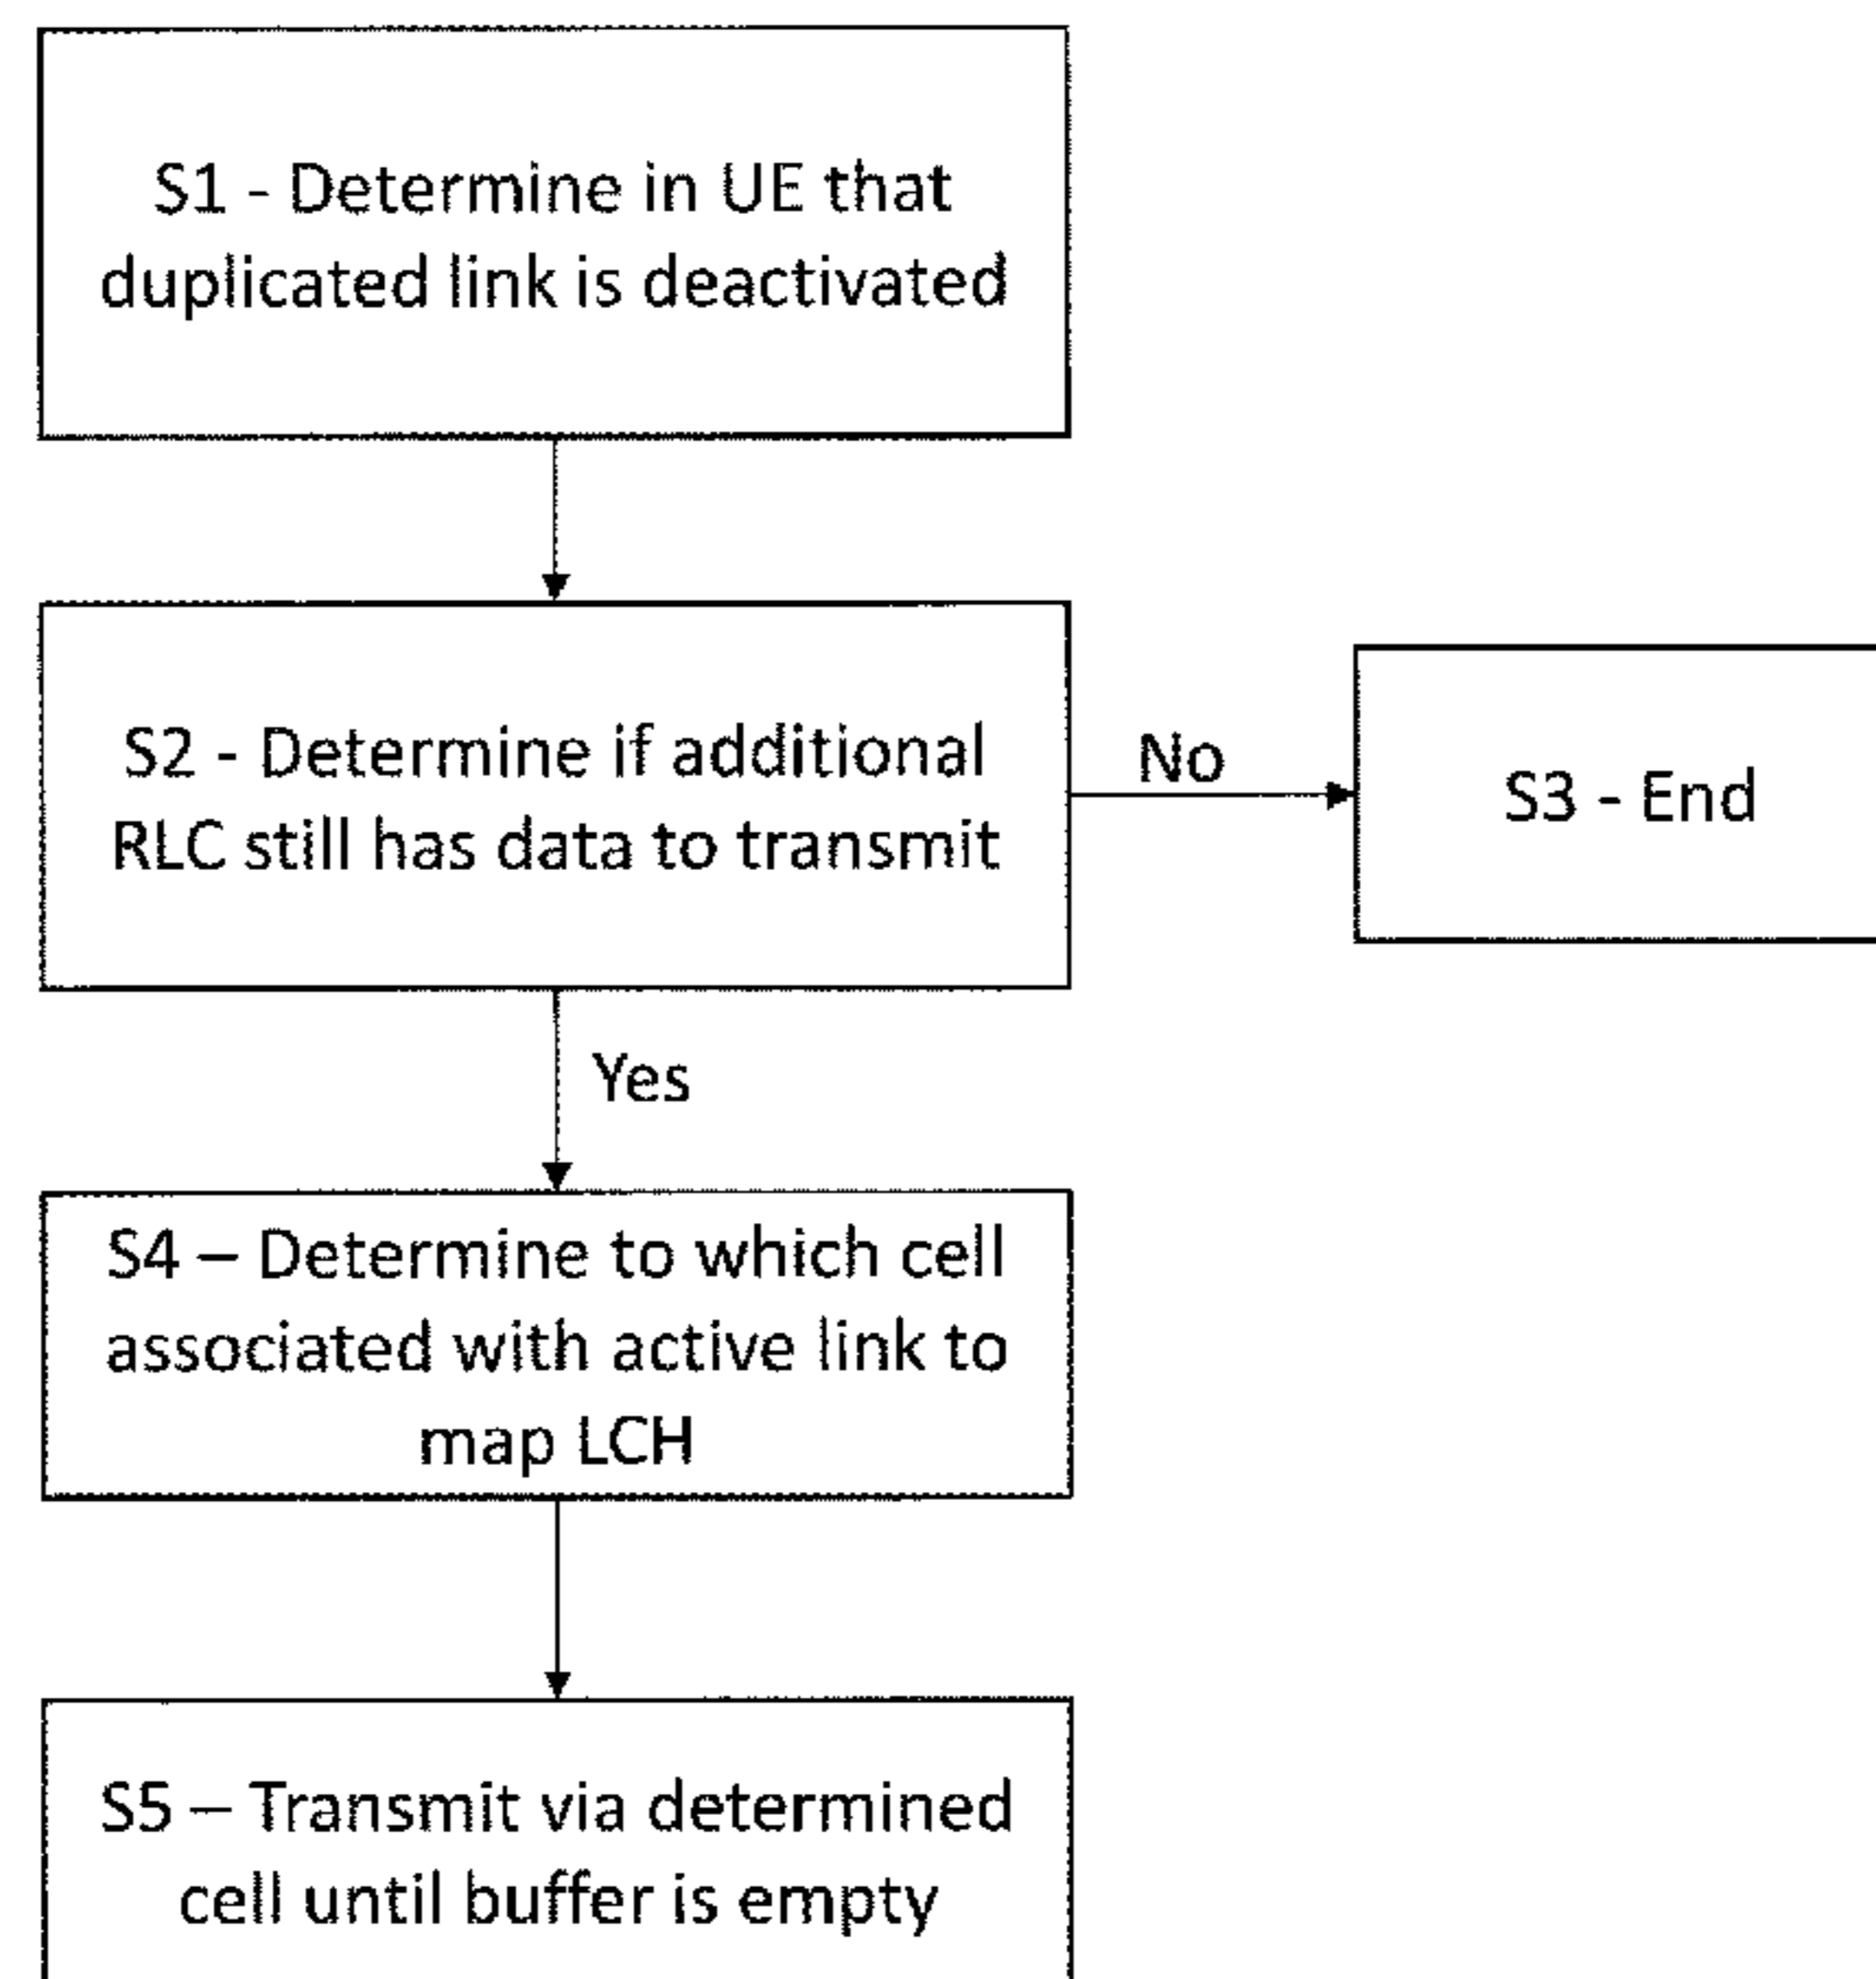 S1 - Determine in UE that
duplicated link is deactivated
S2 - Determine if additional
RLC still has data to transmit
No
S3 - End
Yes
S4 – Determine to which cell
associated with active link to
map LCH
S5 – Transmit via determined
cell until buffer is empty